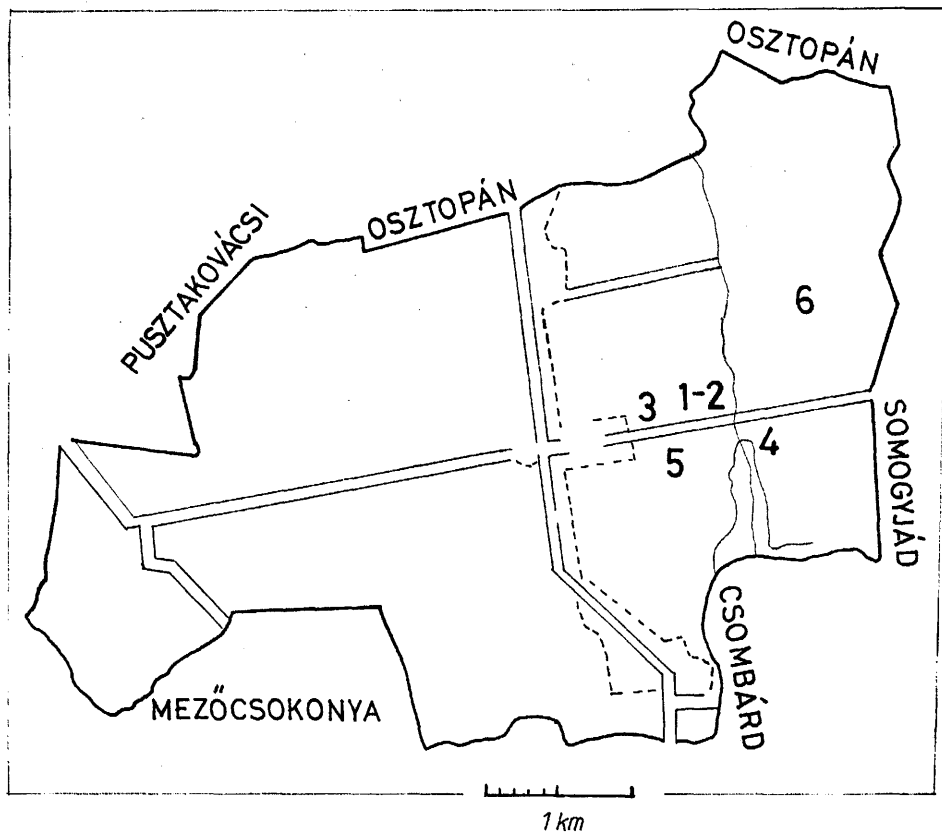 OSZTOPÁN
OSZTOPÁN
PUSZTAKOVÁCSI
6
3 1-2
4
5
SOMOGYJÁD
CSOMBÁRD
MEZŐCSOKONYA
1 km